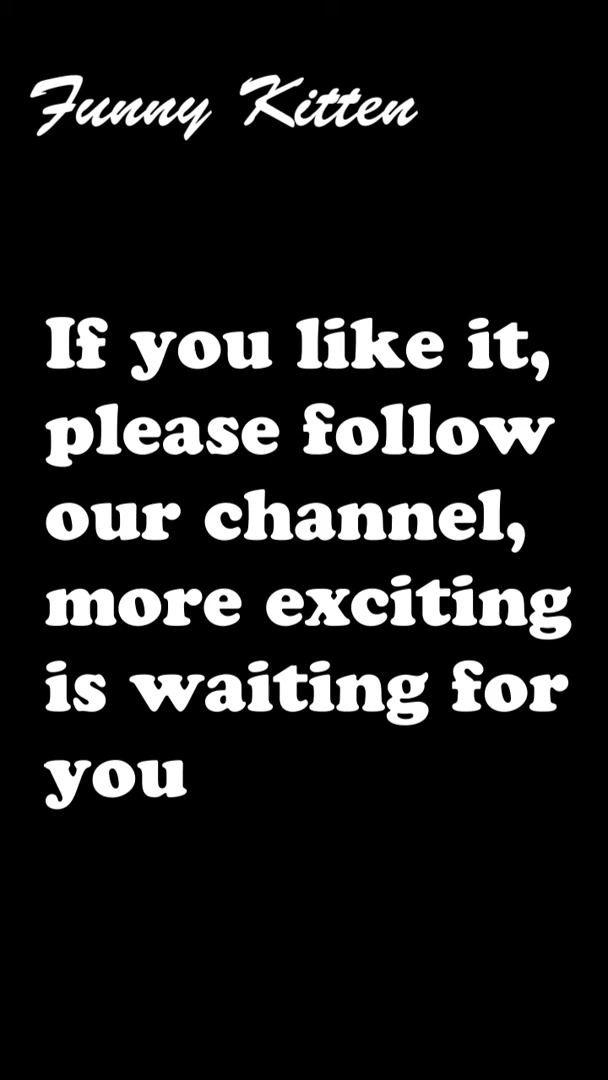 Funny Kitten
If you like it,
please follow
our channel,
more exciting
is waiting for
you